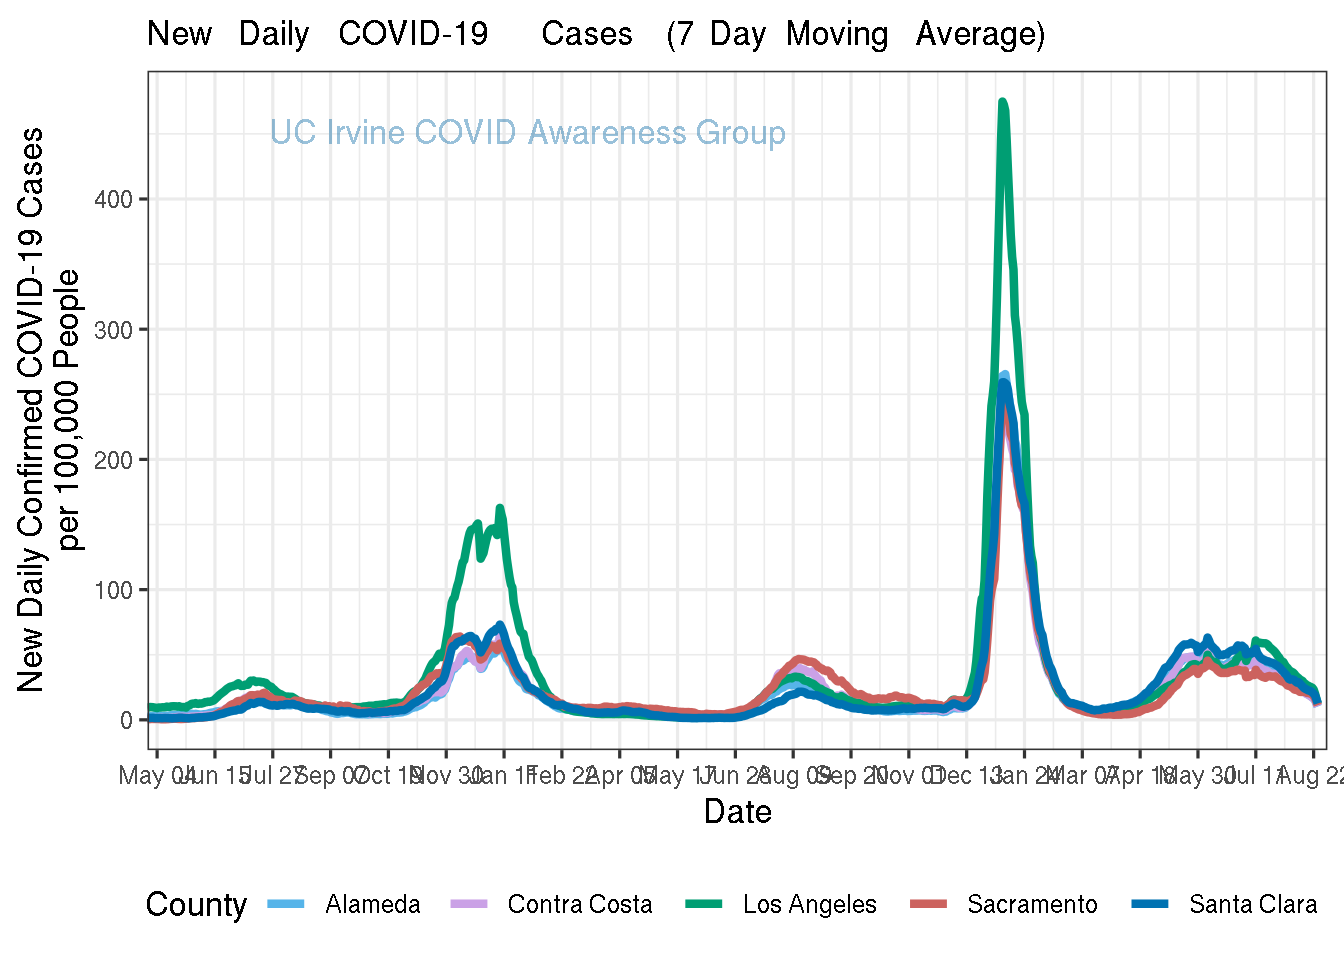 New Daily COVID-19 Cases (7 Day Moving Average)
UC Irvine COVID Awareness Group
New Daily Confirmed COVID-19 Cases
per 100,000 People
400
300
200
100
0
May 04 Jun 15 Jul 27 Sep 07 Oct 19 Nov 30 Jan 11 Feb 22 Apr 05 May 17 Jun 28 Aug 09 Sep 20 Nov 01 Dec 13 Jan 24 Mar 07 Apr 18 May 30 Jul 11 Aug 22
Date
County Alameda Contra Costa Los Angeles Sacramento Santa Clara